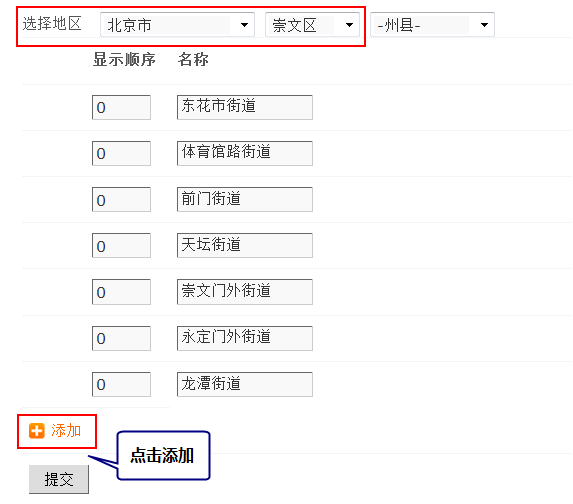 选择地区 北京市 崇文区 -州县-
显示顺序 名称
0 东花市街道
0 体育馆路街道
0 前门街道
0 天坛街道
0 崇文门外街道
0 永定门外街道
0 龙潭街道
添加
点击添加
提交